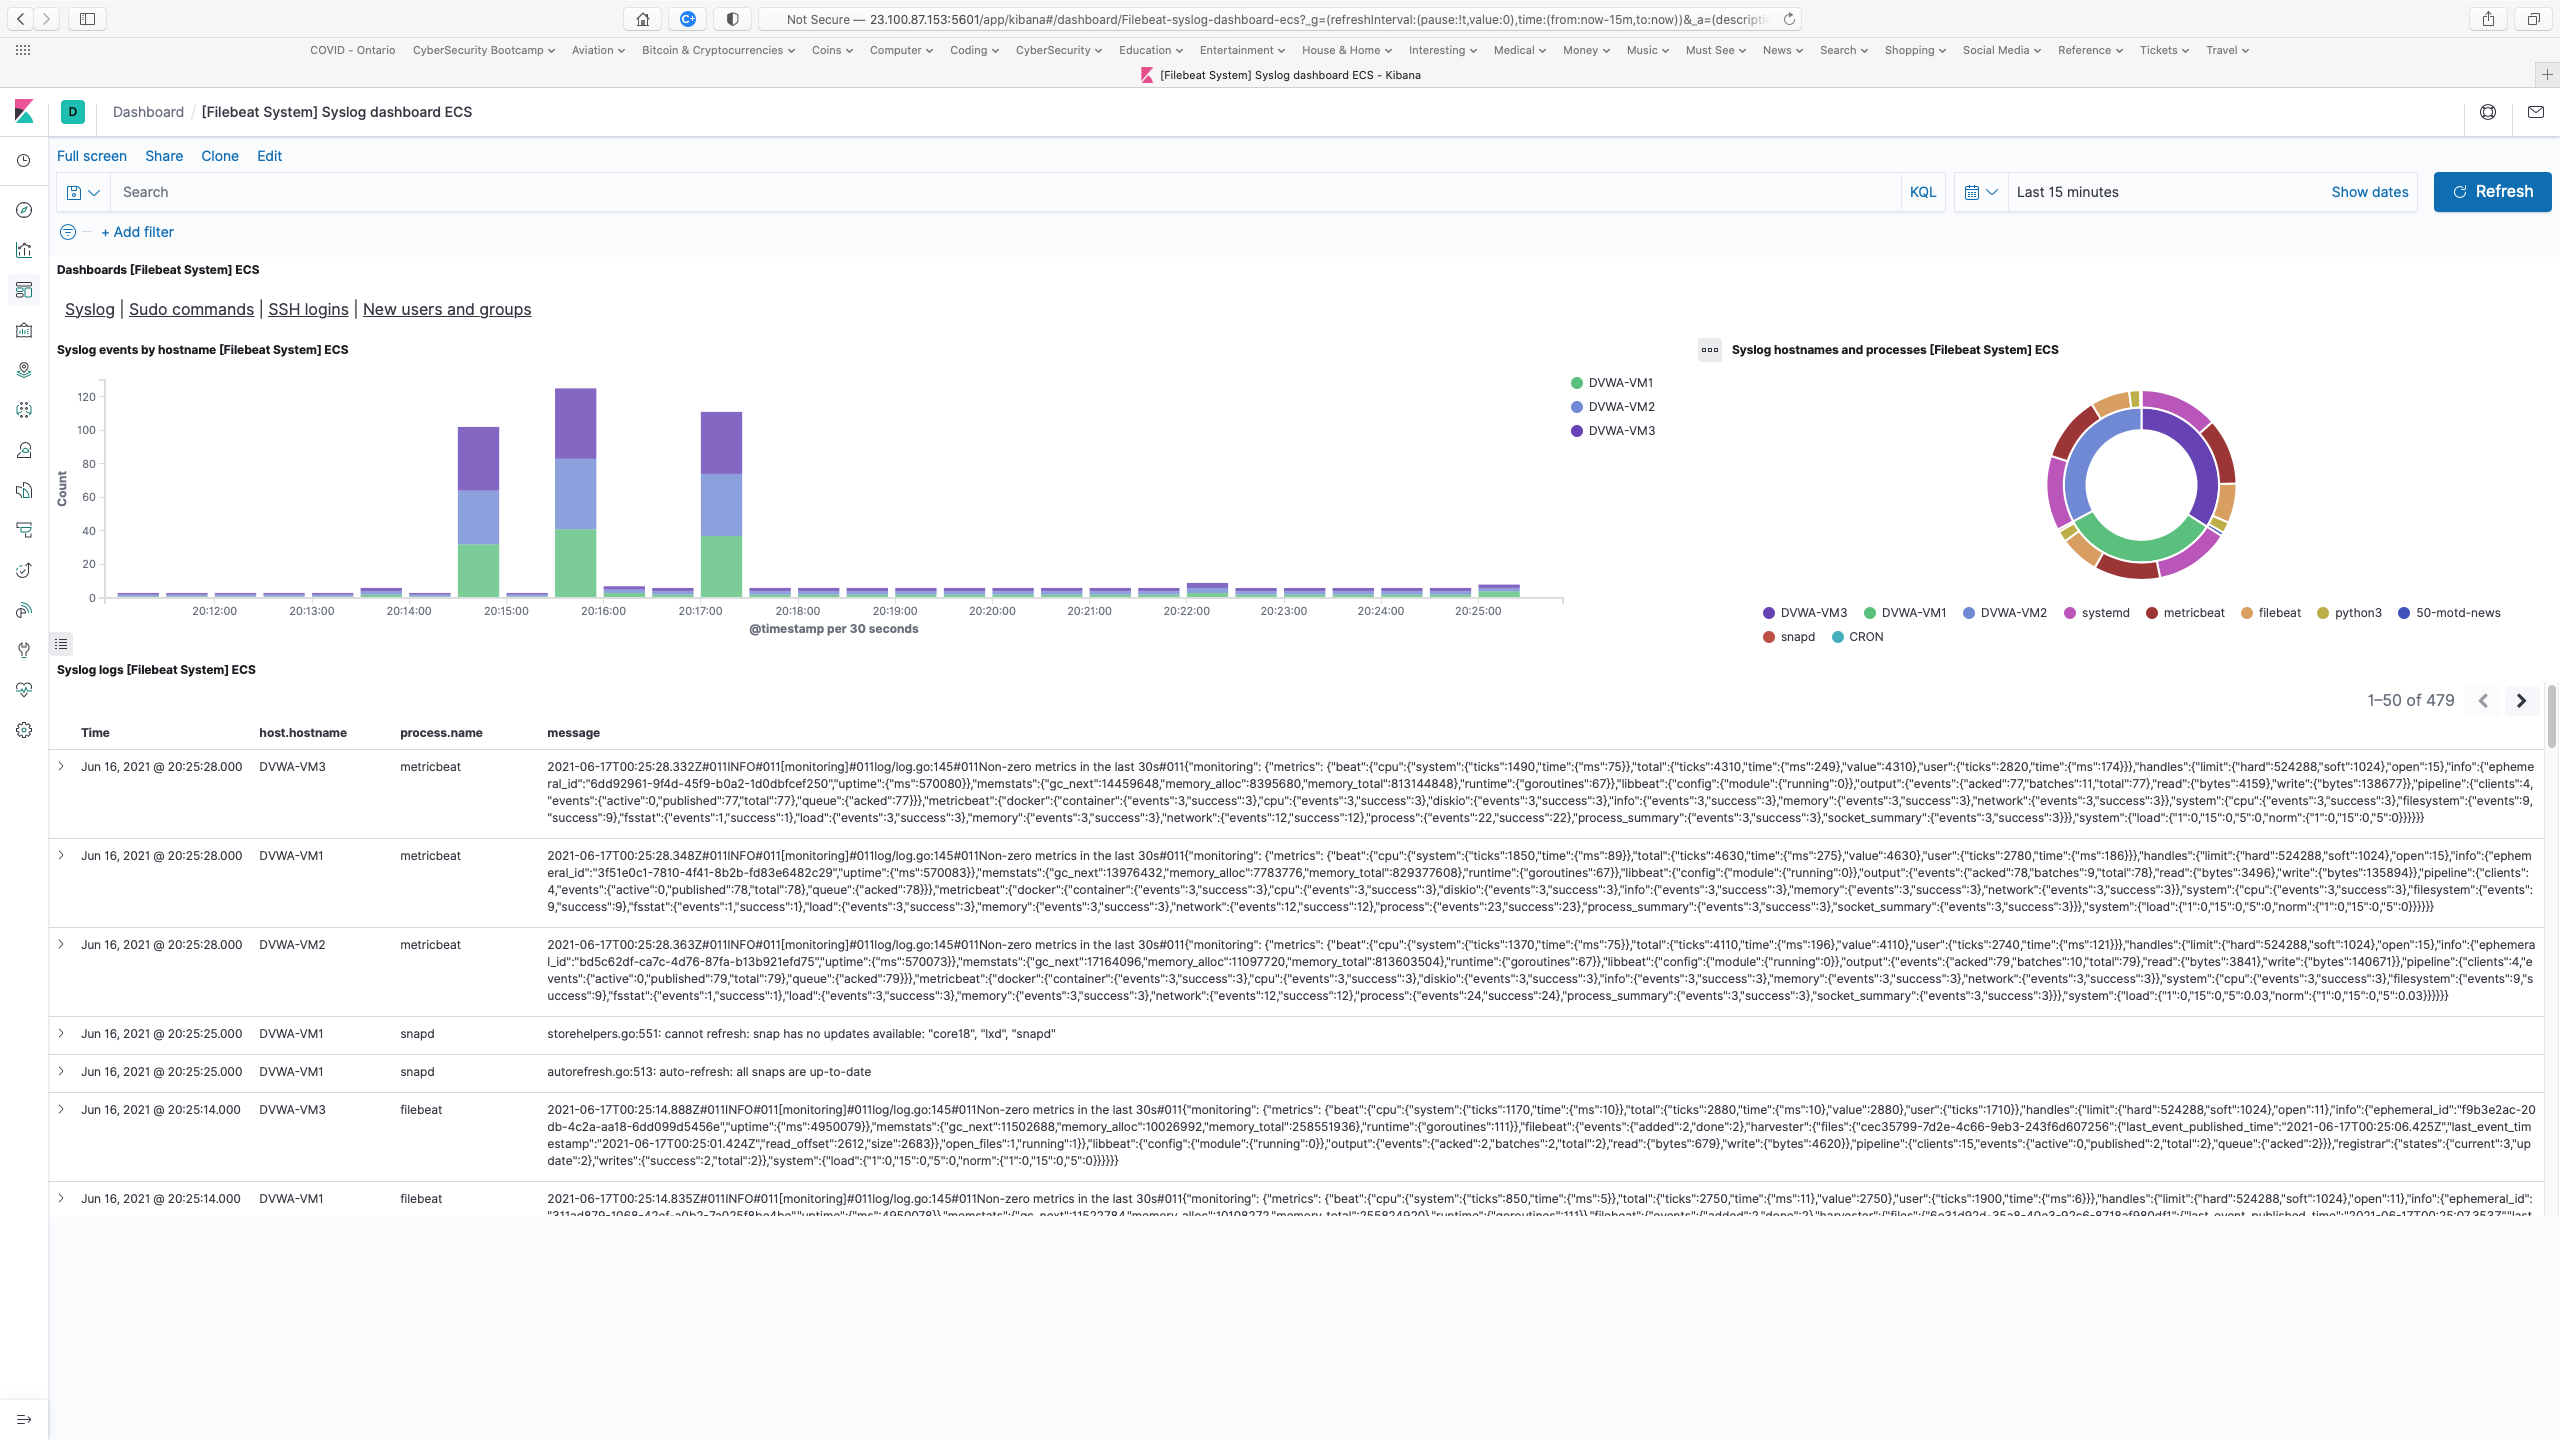 Not Secure — 23.100.87.153:5601/app/kibana#/dashboard/Filebeat-syslog-dashboard-ecs?_g=(refreshInterval:(pause:!t,value:0),time:(from:now-15m,to:now))&_a=(descripti
COVID - Ontario CyberSecurity Bootcamp Aviation Bitcoin & Cryptocurrencies Coins Computer Coding CyberSecurity Education Entertainment House & Home Interesting Medical Money Music Must See News Search Shopping Social Media Reference Tickets Travel
[Filebeat System] Syslog dashboard ECS - Kibana
D Dashboard / [Filebeat System] Syslog dashboard ECS
Full screen Share Clone Edit
Search KQL Last 15 minutes Show dates Refresh
+ Add filter
Dashboards [Filebeat System] ECS
Syslog | Sudo commands | SSH logins | New users and groups
Syslog events by hostname [Filebeat System] ECS
120
100
80
60
40
20
0
Count
20:12:00 20:13:00 20:14:00 20:15:00 20:16:00 20:17:00 20:18:00 20:19:00 20:20:00 20:21:00 20:22:00 20:23:00 20:24:00 20:25:00
@timestamp per 30 seconds
DVWA-VM1
DVWA-VM2
DVWA-VM3
Syslog hostnames and processes [Filebeat System] ECS
DVWA-VM3 DVWA-VM1 DVWA-VM2 systemd metricbeat filebeat python3 50-motd-news
snapd CRON
Syslog logs [Filebeat System] ECS
1–50 of 479
Time host.hostname process.name message
Jun 16, 2021 @ 20:25:28.000 DVWA-VM3 metricbeat 2021-06-17T00:25:28.332Z#011INFO#011[monitoring]#011log/log.go:145#011Non-zero metrics in the last 30s#011{"monitoring": {"metrics": {"beat":{"cpu":{"system":{"ticks":1490,"time":{"ms":75}},"total":{"ticks":4310,"time":{"ms":249},"value":4310},"user":{"ticks":2820,"time":{"ms":174}}},"handles":{"limit":{"hard":524288,"soft":1024},"open":15},"info":{"epheme
ral_id":"6dd92961-9f4d-45f9-b0a2-1d0dbfcef250","uptime":{"ms":570080}},"memstats":{"gc_next":14459648,"memory_alloc":8395680,"memory_total":813144848},"runtime":{"goroutines":67}},"libbeat":{"config":{"module":{"running":0}},"output":{"events":{"acked":77,"batches":11,"total":77},"read":{"bytes":4159},"write":{"bytes":138677}},"pipeline":{"clients":4,
"events":{"active":0,"published":77,"total":77},"queue":{"acked":77}}},"metricbeat":{"docker":{"container":{"events":3,"success":3},"cpu":{"events":3,"success":3},"diskio":{"events":3,"success":3},"info":{"events":3,"success":3},"memory":{"events":3,"success":3},"network":{"events":3,"success":3}},"system":{"cpu":{"events":3,"success":3},"filesystem":{"events":9,
"success":9},"fsstat":{"events":1,"success":1},"load":{"events":3,"success":3},"memory":{"events":3,"success":3},"network":{"events":12,"success":12},"process":{"events":22,"success":22},"process_summary":{"events":3,"success":3},"socket_summary":{"events":3,"success":3}}},"system":{"load":{"1":0,"15":0,"5":0,"norm":{"1":0,"15":0,"5":0}}}}}}
Jun 16, 2021 @ 20:25:28.000 DVWA-VM1 metricbeat 2021-06-17T00:25:28.348Z#011INFO#011[monitoring]#011log/log.go:145#011Non-zero metrics in the last 30s#011{"monitoring": {"metrics": {"beat":{"cpu":{"system":{"ticks":1850,"time":{"ms":89}},"total":{"ticks":4630,"time":{"ms":275},"value":4630},"user":{"ticks":2780,"time":{"ms":186}}},"handles":{"limit":{"hard":524288,"soft":1024},"open":15},"info":{"ephem
eral_id":"3f51e0c1-7810-4f41-8b2b-fd83e6482c29","uptime":{"ms":570083}},"memstats":{"gc_next":13976432,"memory_alloc":7783776,"memory_total":829377608},"runtime":{"goroutines":67}},"libbeat":{"config":{"module":{"running":0}},"output":{"events":{"acked":78,"batches":9,"total":78},"read":{"bytes":3496},"write":{"bytes":135894}},"pipeline":{"clients":
4,"events":{"active":0,"published":78,"total":78},"queue":{"acked":78}}},"metricbeat":{"docker":{"container":{"events":3,"success":3},"cpu":{"events":3,"success":3},"diskio":{"events":3,"success":3},"info":{"events":3,"success":3},"memory":{"events":3,"success":3},"network":{"events":3,"success":3}},"system":{"cpu":{"events":3,"success":3},"filesystem":{"events":
9,"success":9},"fsstat":{"events":1,"success":1},"load":{"events":3,"success":3},"memory":{"events":3,"success":3},"network":{"events":12,"success":12},"process":{"events":23,"success":23},"process_summary":{"events":3,"success":3},"socket_summary":{"events":3,"success":3}}},"system":{"load":{"1":0,"15":0,"5":0,"norm":{"1":0,"15":0,"5":0}}}}}}
Jun 16, 2021 @ 20:25:28.000 DVWA-VM2 metricbeat 2021-06-17T00:25:28.363Z#011INFO#011[monitoring]#011log/log.go:145#011Non-zero metrics in the last 30s#011{"monitoring": {"metrics": {"beat":{"cpu":{"system":{"ticks":1370,"time":{"ms":75}},"total":{"ticks":4110,"time":{"ms":196},"value":4110},"user":{"ticks":2740,"time":{"ms":121}}},"handles":{"limit":{"hard":524288,"soft":1024},"open":15},"info":{"ephemera
l_id":"bd5c62df-ca7c-4d76-87fa-b13b921efd75","uptime":{"ms":570073}},"memstats":{"gc_next":17164096,"memory_alloc":11097720,"memory_total":813603504},"runtime":{"goroutines":67}},"libbeat":{"config":{"module":{"running":0}},"output":{"events":{"acked":79,"batches":10,"total":79},"read":{"bytes":3841},"write":{"bytes":140671}},"pipeline":{"clients":4,"e
vents":{"active":0,"published":79,"total":79},"queue":{"acked":79}}},"metricbeat":{"docker":{"container":{"events":3,"success":3},"cpu":{"events":3,"success":3},"diskio":{"events":3,"success":3},"info":{"events":3,"success":3},"memory":{"events":3,"success":3},"network":{"events":3,"success":3}},"system":{"cpu":{"events":3,"success":3},"filesystem":{"events":9,"s
uccess":9},"fsstat":{"events":1,"success":1},"load":{"events":3,"success":3},"memory":{"events":3,"success":3},"network":{"events":12,"success":12},"process":{"events":24,"success":24},"process_summary":{"events":3,"success":3},"socket_summary":{"events":3,"success":3}}},"system":{"load":{"1":0,"15":0,"5":0.03,"norm":{"1":0,"15":0,"5":0.03}}}}}}
Jun 16, 2021 @ 20:25:25.000 DVWA-VM1 snapd storehelpers.go:551: cannot refresh: snap has no updates available: "core18", "lxd", "snapd"
Jun 16, 2021 @ 20:25:25.000 DVWA-VM1 snapd autorefresh.go:513: auto-refresh: all snaps are up-to-date
Jun 16, 2021 @ 20:25:14.000 DVWA-VM3 filebeat 2021-06-17T00:25:14.888Z#011INFO#011[monitoring]#011log/log.go:145#011Non-zero metrics in the last 30s#011{"monitoring": {"metrics": {"beat":{"cpu":{"system":{"ticks":1170,"time":{"ms":10}},"total":{"ticks":2880,"time":{"ms":10},"value":2880},"user":{"ticks":1710}},"handles":{"limit":{"hard":524288,"soft":1024},"open":11},"info":{"ephemeral_id":"f9b3e2ac-20
db-4c2a-aa18-6dd099d5456e","uptime":{"ms":4950079}},"memstats":{"gc_next":11502688,"memory_alloc":10026992,"memory_total":258551936},"runtime":{"goroutines":111}},"filebeat":{"events":{"added":2,"done":2},"harvester":{"files":{"cec35799-7d2e-4c66-9eb3-243f6d607256":{"last_event_published_time":"2021-06-17T00:25:06.425Z","last_event_tim
estamp":"2021-06-17T00:25:01.424Z","read_offset":2612,"size":2683}},"open_files":1,"running":1}},"libbeat":{"config":{"module":{"running":0}},"output":{"events":{"acked":2,"batches":2,"total":2},"read":{"bytes":679},"write":{"bytes":4620}},"pipeline":{"clients":15,"events":{"active":0,"published":2,"total":2},"queue":{"acked":2}}},"registrar":{"states":{"current":3,"up
date":2},"writes":{"success":2,"total":2}},"system":{"load":{"1":0,"15":0,"5":0,"norm":{"1":0,"15":0,"5":0}}}}}}
Jun 16, 2021 @ 20:25:14.000 DVWA-VM1 filebeat 2021-06-17T00:25:14.835Z#011INFO#011[monitoring]#011log/log.go:145#011Non-zero metrics in the last 30s#011{"monitoring": {"metrics": {"beat":{"cpu":{"system":{"ticks":850,"time":{"ms":5}},"total":{"ticks":2750,"time":{"ms":11},"value":2750},"user":{"ticks":1900,"time":{"ms":6}}},"handles":{"limit":{"hard":524288,"soft":1024},"open":11},"info":{"ephemeral_id":